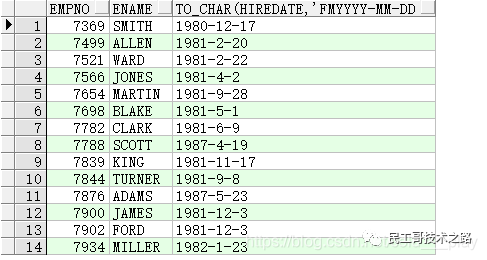 EMPNO ENAME TO_CHAR(HIREDATE,'FMYYYY-MM-DD
1 7369 SMITH 1980-12-17
2 7499 ALLEN 1981-2-20
3 7521 WARD 1981-2-22
4 7566 JONES 1981-4-2
5 7654 MARTIN 1981-9-28
6 7698 BLAKE 1981-5-1
7 7782 CLARK 1981-6-9
8 7788 SCOTT 1987-4-19
9 7839 KING 1981-11-17
10 7844 TURNER 1981-9-8
11 7876 ADAMS 1987-5-23
12 7900 JAMES 1981-12-3
13 7902 FORD 1981-12-3
14 7934 MILLER 1982-1-23
民工哥技术之路
https://blog.csdn